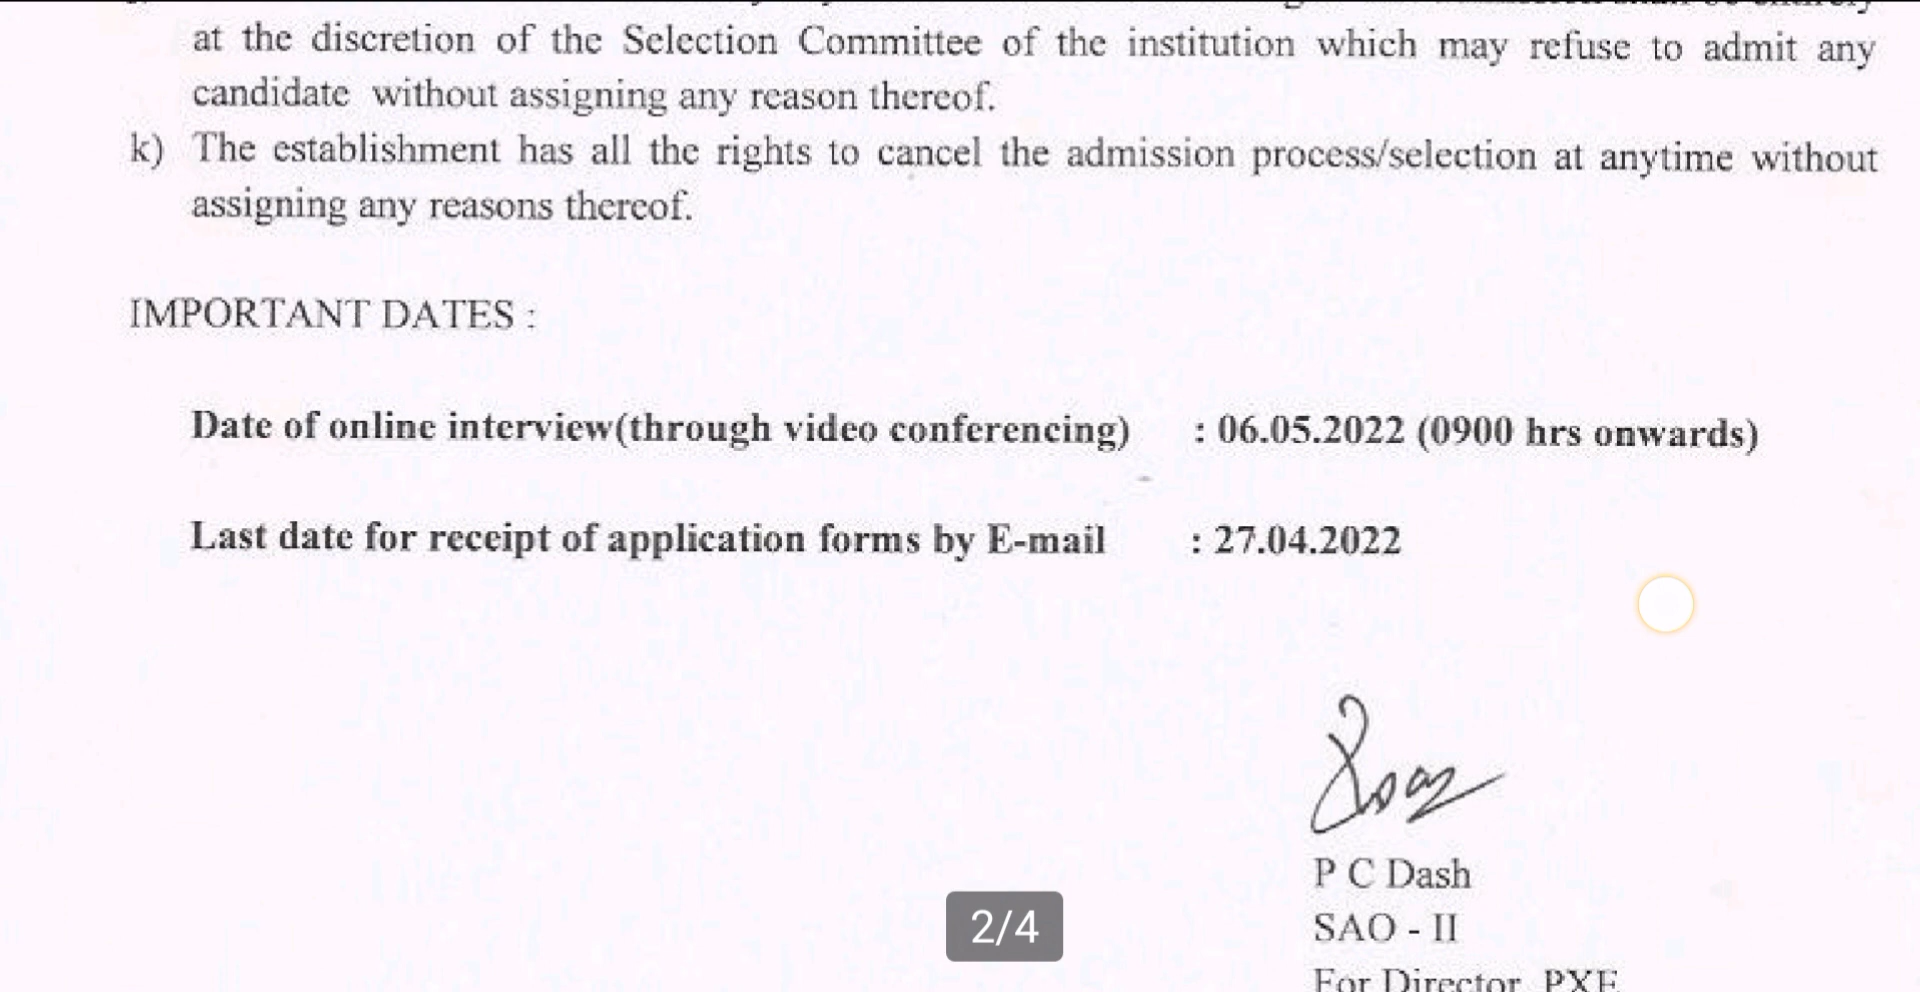 at the discretion of the Selection Committee of the institution which may refuse to admit any
candidate without assigning any reason thereof.
k) The establishment has all the rights to cancel the admission process/selection at anytime without
assigning any reasons thereof.
IMPORTANT DATES :
Date of online interview(through video conferencing) : 06.05.2022 (0900 hrs onwards)
Last date for receipt of application forms by E-mail : 27.04.2022
P C Dash
SAO - II
2/4
For Director, PXE